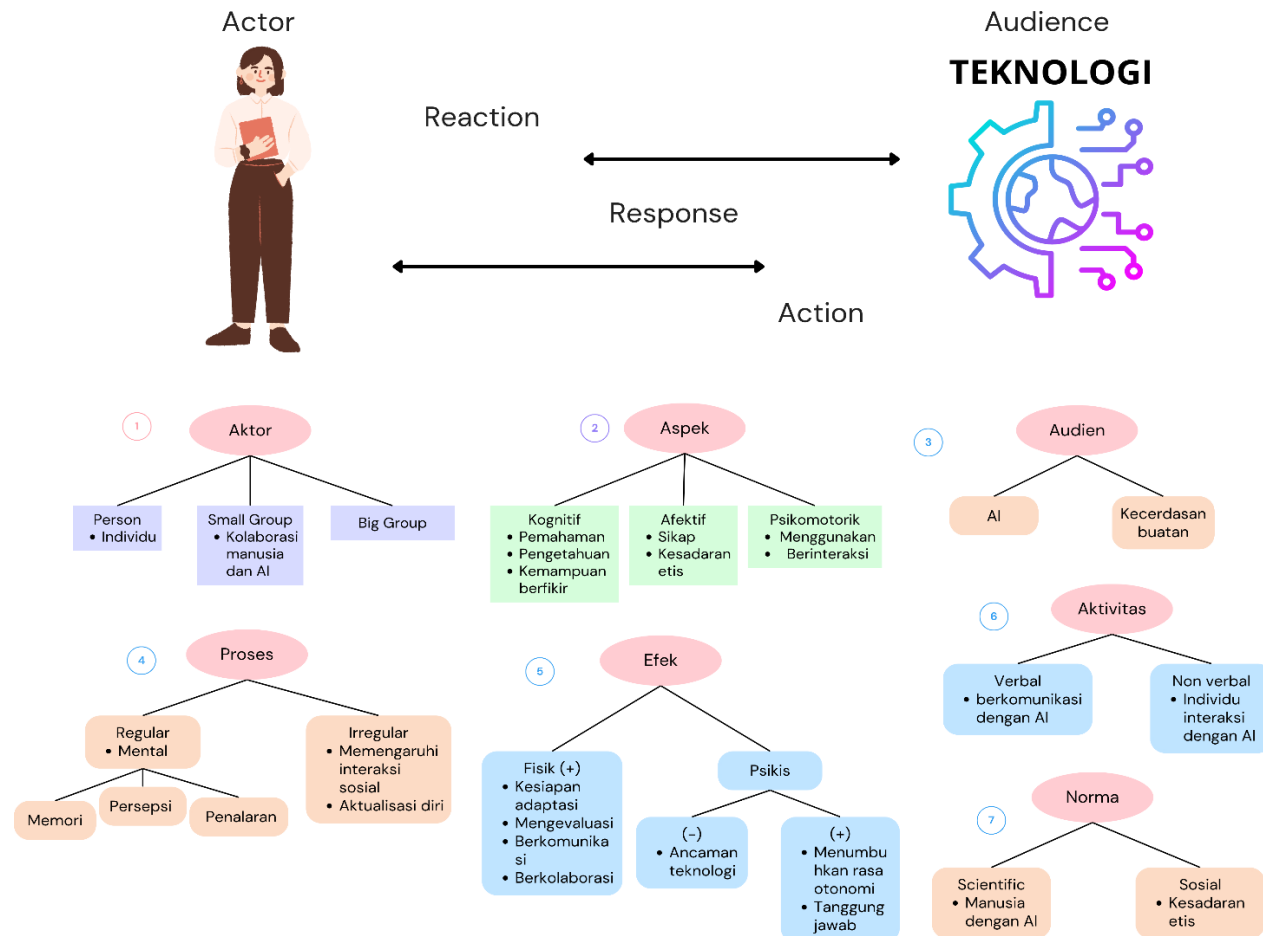 Actor
Audience
TEKNOLOGI
Reaction
Response
Action
1
Aktor
Person
• Individu
Small Group
• Kolaborasi
manusia
dan AI
Big Group
2
Aspek
Kognitif
• Pemahaman
• Pengetahuan
• Kemampuan
berfikir
Afektif
• Sikap
• Kesadaran
etis
Psikomotorik
• Menggunakan
• Berinteraksi
3
Audien
AI
Kecerdasan
buatan
4
Proses
Regular
• Mental
Memori
Persepsi
Penalaran
Irregular
• Memengaruhi
interaksi
sosial
• Aktualisasi diri
5
Efek
Fisik (+)
• Kesiapan
adaptasi
• Mengevaluasi
• Berkomunika
si
• Berkolaborasi
Psikis
(-)
• Ancaman
teknologi
(+)
• Menumbu
hkan rasa
otonomi
• Tanggung
jawab
6
Aktivitas
Verbal
• berkomunikasi
dengan AI
Non verbal
• Individu
interaksi
dengan AI
7
Norma
Scientific
• Manusia
dengan AI
Sosial
• Kesadaran
etis